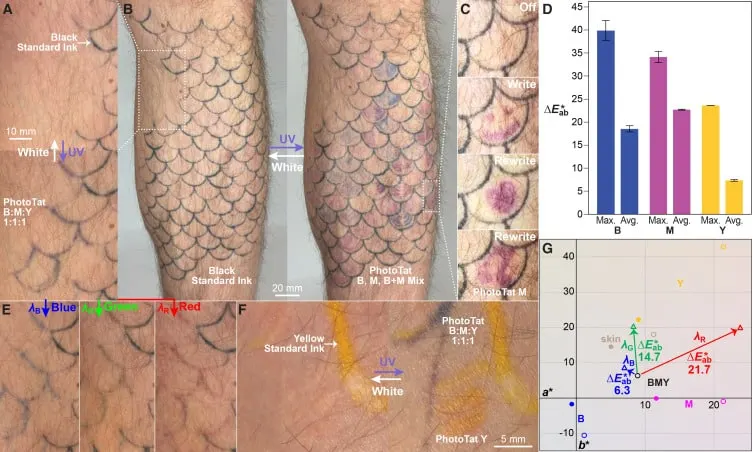 A
Black
Standard Ink
10 mm
White
UV
PhotoTat
B:M:Y
1:1:1
B
UV
White
Black
Standard Ink
20 mm
PhotoTat
B, M, B+M Mix
C
Off
Write
Rewrite
Rewrite
PhotoTat M
D
45
40
35
30
25
20
15
10
5
0
ΔE*ab
Max. Avg. Max. Avg. Max. Avg.
B M Y
E
λB Blue
Green
λR Red
F
Yellow
Standard Ink
PhotoTat
B:M:Y
1:1:1
UV
White
PhotoTat Y
5 mm
G
40
30
20
10
-10
0
10
20
a*
b*
Y
skin
λG
ΔE*ab
14.7
λR
ΔE*ab
21.7
λB
ΔE*ab
6.3
BMY
M
B